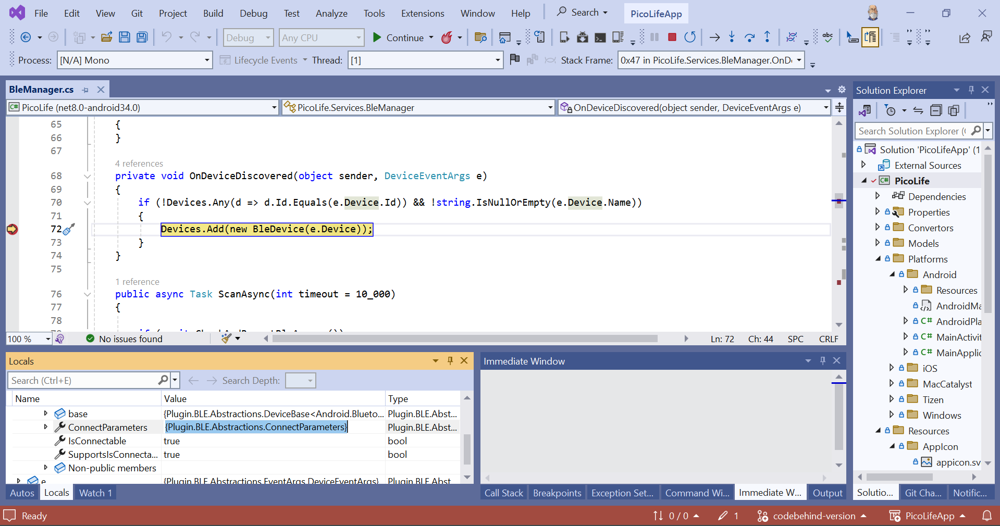 File Edit View Git Project Build Debug Test Analyze Tools Extensions Window Help Search PicoLifeApp
Debug Any CPU Continue abc
Process: [N/A] Mono Lifecycle Events Thread: [1] Stack Frame: 0x47 in PicoLife.Services.BleManager.OnD
BleManager.cs
PicoLife (net8.0-android34.0) PicoLife.Services.BleManager OnDeviceDiscovered(object sender, DeviceEventArgs e)
65 {
66 }
67
4 references
68 private void OnDeviceDiscovered(object sender, DeviceEventArgs e)
69 {
70 if (!Devices.Any(d => d.Id.Equals(e.Device.Id)) && !string.IsNullOrEmpty(e.Device.Name))
71 {
72 Devices.Add(new BleDevice(e.Device));
73 }
74 }
75
1 reference
76 public async Task ScanAsync(int timeout = 10_000)
77 {
78
100 % No issues found Ln: 72 Ch: 44 SPC CRLF
Locals
Search (Ctrl+E) Search Depth:
Name Value Type
base {Plugin.BLE.Abstractions.DeviceBase<Android.Blueto... Plugin.BLE.Abst...
ConnectParameters {Plugin.BLE.Abstractions.ConnectParameters} Plugin.BLE.Abst...
IsConnectable true bool
SupportsIsConnecta... true bool
Non-public members
e {Plugin.BLE.Abstractions.EventArgs.DeviceEventArgs} Plugin.BLE.Abst
Autos Locals Watch 1
Immediate Window
Call Stack Breakpoints Exception Set... Command Wi... Immediate W... Output
Solution Explorer
Search Solution Explorer (
Solution 'PicoLifeApp' (1
External Sources
C# PicoLife
Dependencies
Properties
Convertors
Models
Platforms
Android
Resources
AndroidMa
C# AndroidPla
C# MainActivit
C# MainApplic
iOS
MacCatalyst
Tizen
Windows
Resources
AppIcon
appicon.sv
Solutio... Git Cha... Notific...
Ready 0 / 0 1 codebehind-version PicoLifeApp